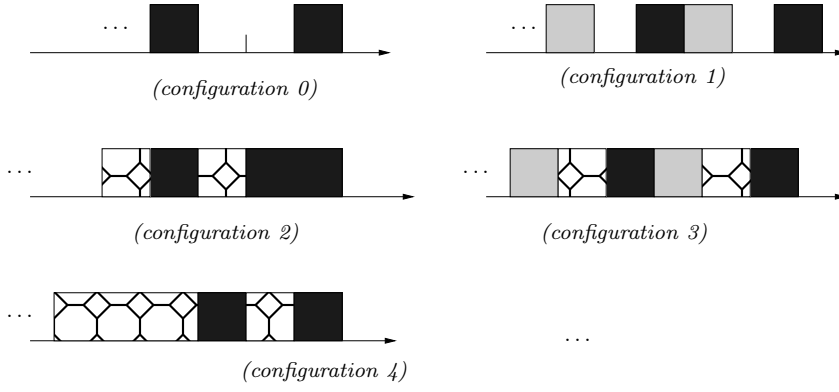 ... ...
(configuration 0) (configuration 1)
... ...
(configuration 2) (configuration 3)
... ...
(configuration 4)